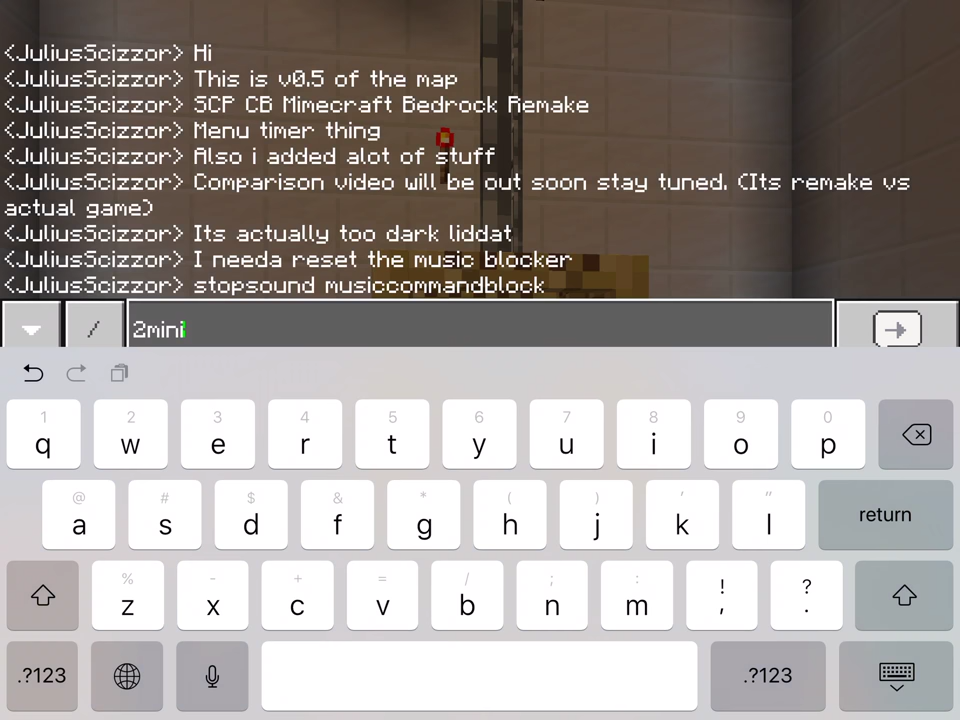 <JuliusScizzor> Hi
<JuliusScizzor> This is v0.5 of the map
<JuliusScizzor> SCP CB Mimecraft Bedrock Remake
<JuliusScizzor> Menu timer thing
<JuliusScizzor> Also i added alot of stuff
<JuliusScizzor> Comparison video will be out soon stay tuned. (Its remake vs
actual game)
<JuliusScizzor> Its actually too dark liddat
<JuliusScizzor> I needa reset the music blocker
<JuliusScizzor> stopsound musiccommandblock
/ 2mini
1 2 3 4 5 6 7 8 9 0
q w e r t y u i o p
@ # $ & * ( ) ' "
a s d f g h j k l return
% - + = / ; : ! ?
z x c v b n m , .
.?123 .?123